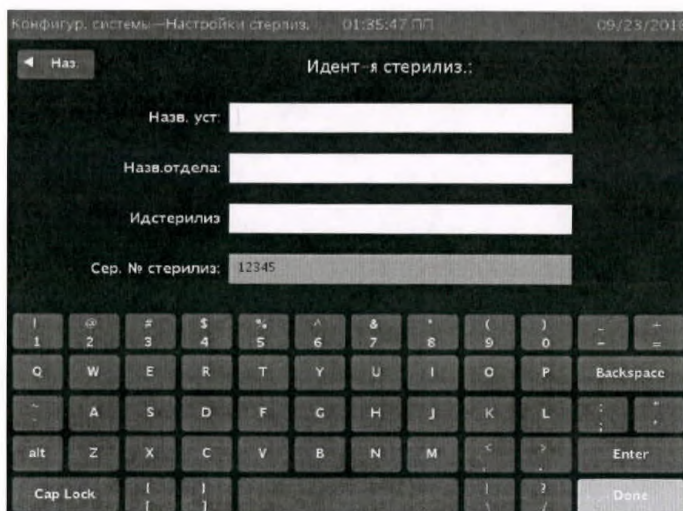 Конфигур. системы—Настройки стерлиз. 01:35:47 ПП 09/23/2018
◄ Наз.
Идент-я стерилиз.:
Назв. уст:
Назв.отдела:
Идстерилиз
Сер. № стерилиз: 12345
! @ # $ % ^ & * ( ) _ +
1 2 3 4 5 6 7 8 9 0 - =
Q W E R T Y U I O P Backspace
~ A S D F G H J K L : "
` ; '
alt Z X C V B N M < > Enter
, .
Cap Lock { } | ? Done
[ ] \ /